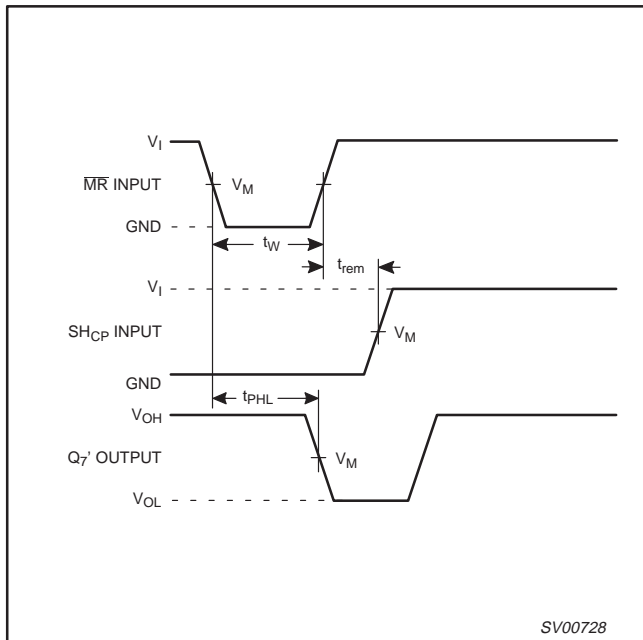 VI
MR INPUT
VM
GND
tW
trem
VI
SHCP INPUT
VM
GND
tPHL
VOH
Q7' OUTPUT
VM
VOL
SV00728